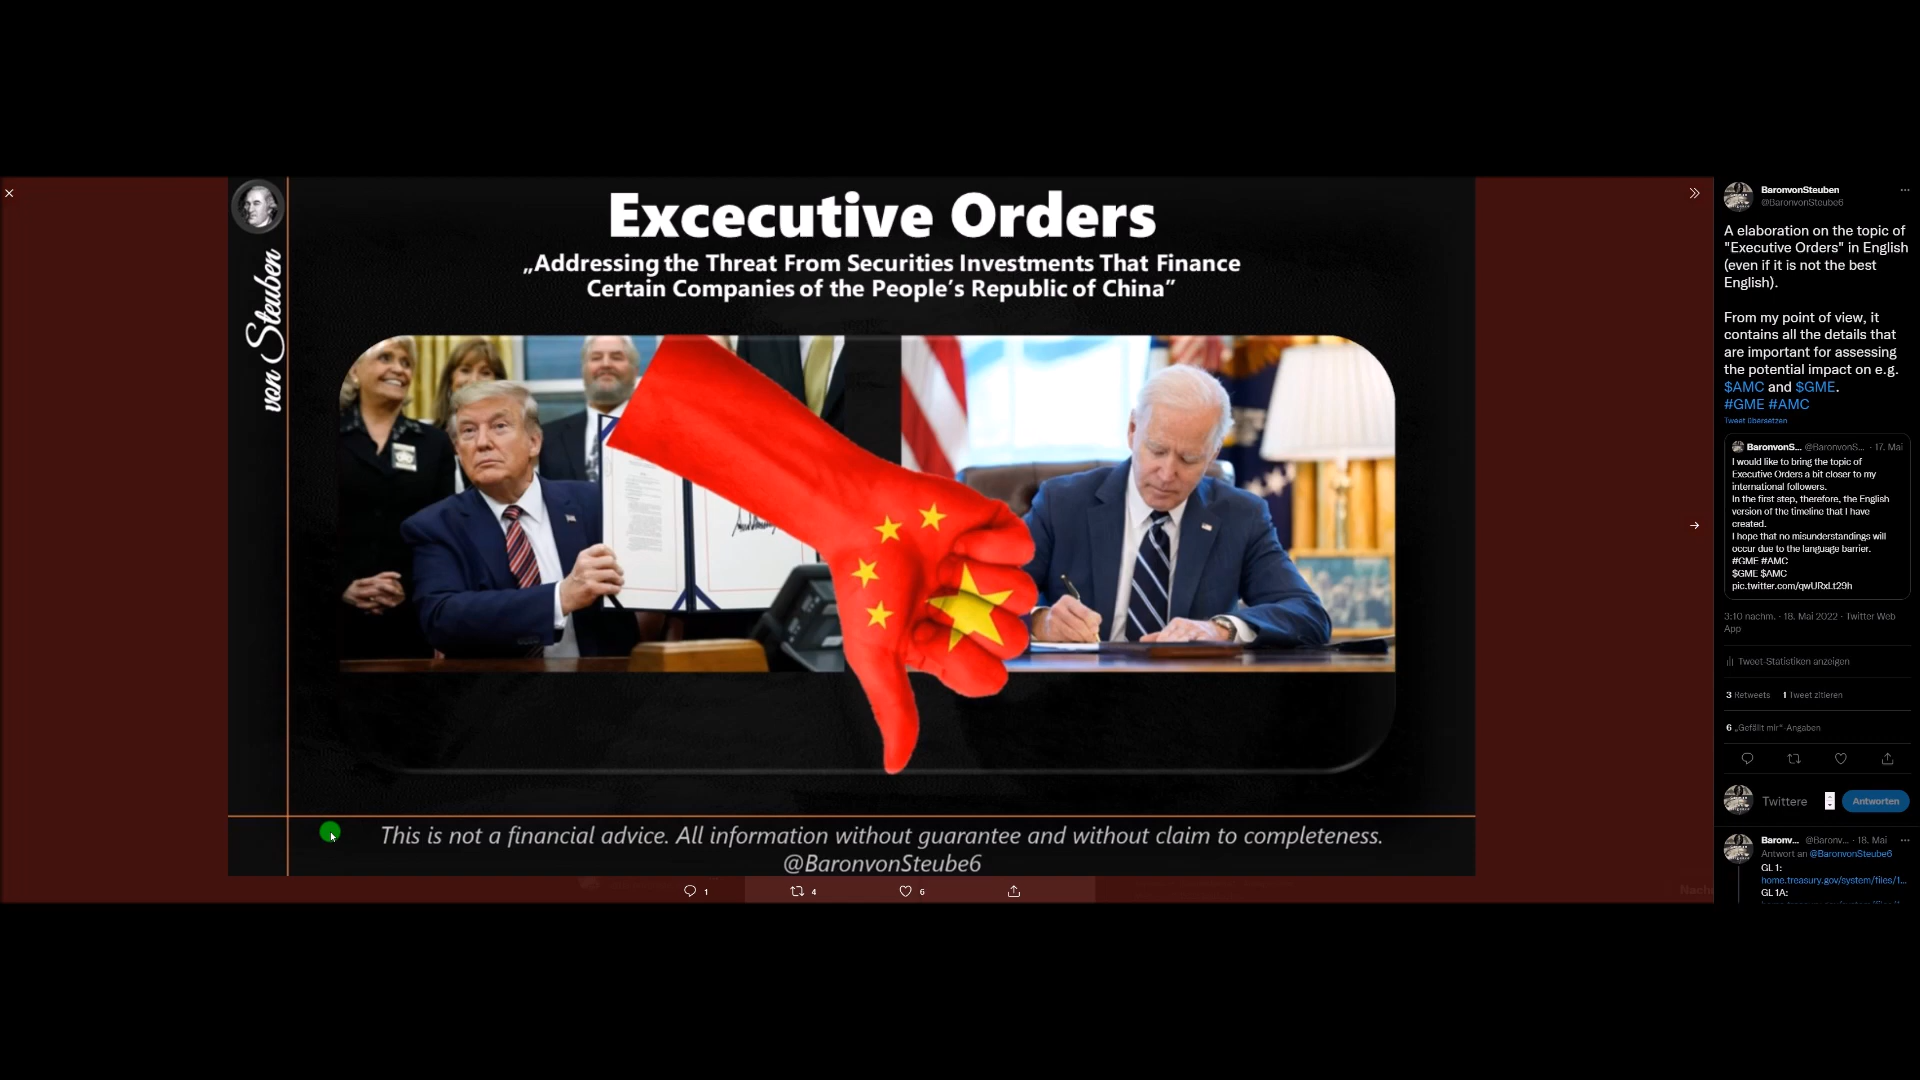 von Steuben
Excecutive Orders
„Addressing the Threat From Securities Investments That Finance
Certain Companies of the People's Republic of China”
This is not a financial advice. All information without guarantee and without claim to completeness.
@BaronvonSteube6
1
4
6
BaronvonSteuben
@BaronvonSteube6
A elaboration on the topic of
"Executive Orders" in English
(even if it is not the best
English).
From my point of view, it
contains all the details that
are important for assessing
the potential impact on e.g.
$AMC and $GME.
#GME #AMC
Tweet übersetzen
BaronvonS... @BaronvonS... · 17. Mai
I would like to bring the topic of
Executive Orders a bit closer to my
international followers.
In the first step, therefore, the English
version of the timeline that I have
created.
I hope that no misunderstandings will
occur due to the language barrier.
#GME #AMC
$GME $AMC
pic.twitter.com/qwURxLt29h
3:10 nachm. · 18. Mai 2022 · Twitter Web
App
Tweet-Statistiken anzeigen
3 Retweets 1 Tweet zitieren
6 „Gefällt mir“-Angaben
Twittere
Antworten
Baronv... @Baronv... · 18. Mai
Antwort an @BaronvonSteube6
GL 1:
home.treasury.gov/system/files/1...
GL 1A: